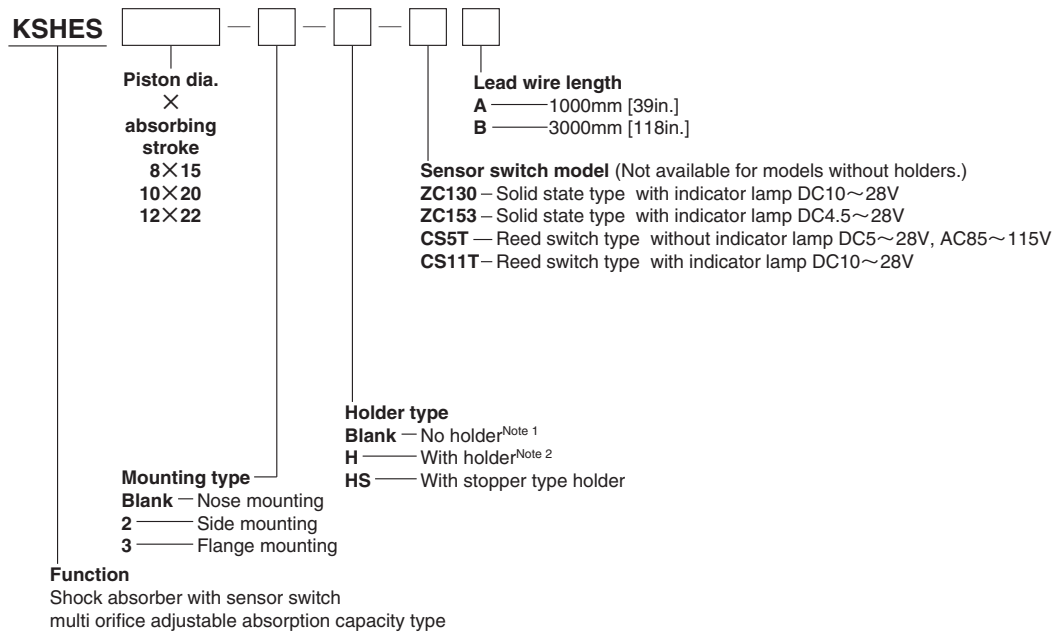 KSHES — — —
Piston dia.
×
absorbing
stroke
8×15
10×20
12×22
Lead wire length
A — 1000mm [39in.]
B — 3000mm [118in.]
Sensor switch model (Not available for models without holders.)
ZC130 – Solid state type with indicator lamp DC10～28V
ZC153 – Solid state type with indicator lamp DC4.5～28V
CS5T — Reed switch type without indicator lamp DC5～28V, AC85～115V
CS11T – Reed switch type with indicator lamp DC10～28V
Holder type
Blank — No holder Note 1
H — With holder Note 2
HS — With stopper type holder
Mounting type
Blank — Nose mounting
2 — Side mounting
3 — Flange mounting
Function
Shock absorber with sensor switch
multi orifice adjustable absorption capacity type